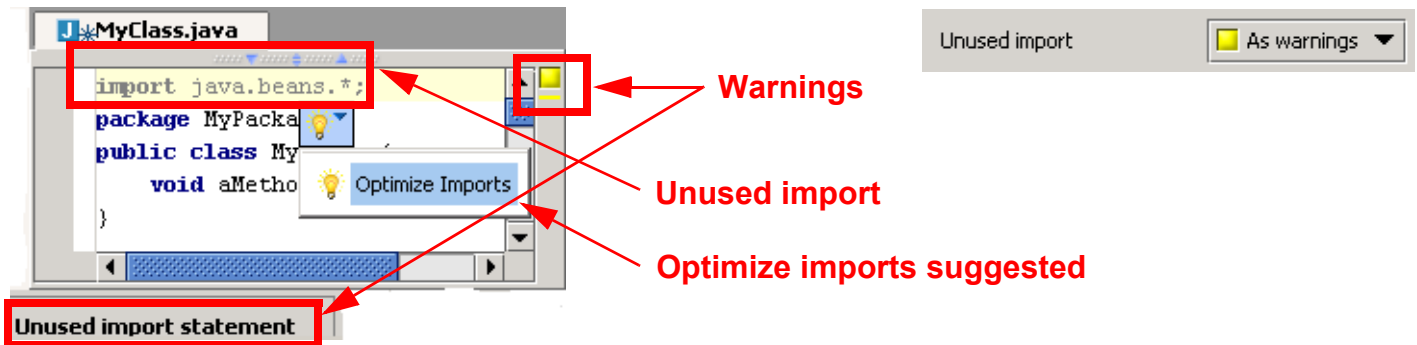 MyClass.java
import java.beans.*;
package MyPacka
public class My
void aMetho
}
Optimize Imports
Unused import statement
Warnings
Unused import
Optimize imports suggested
Unused import
As warnings